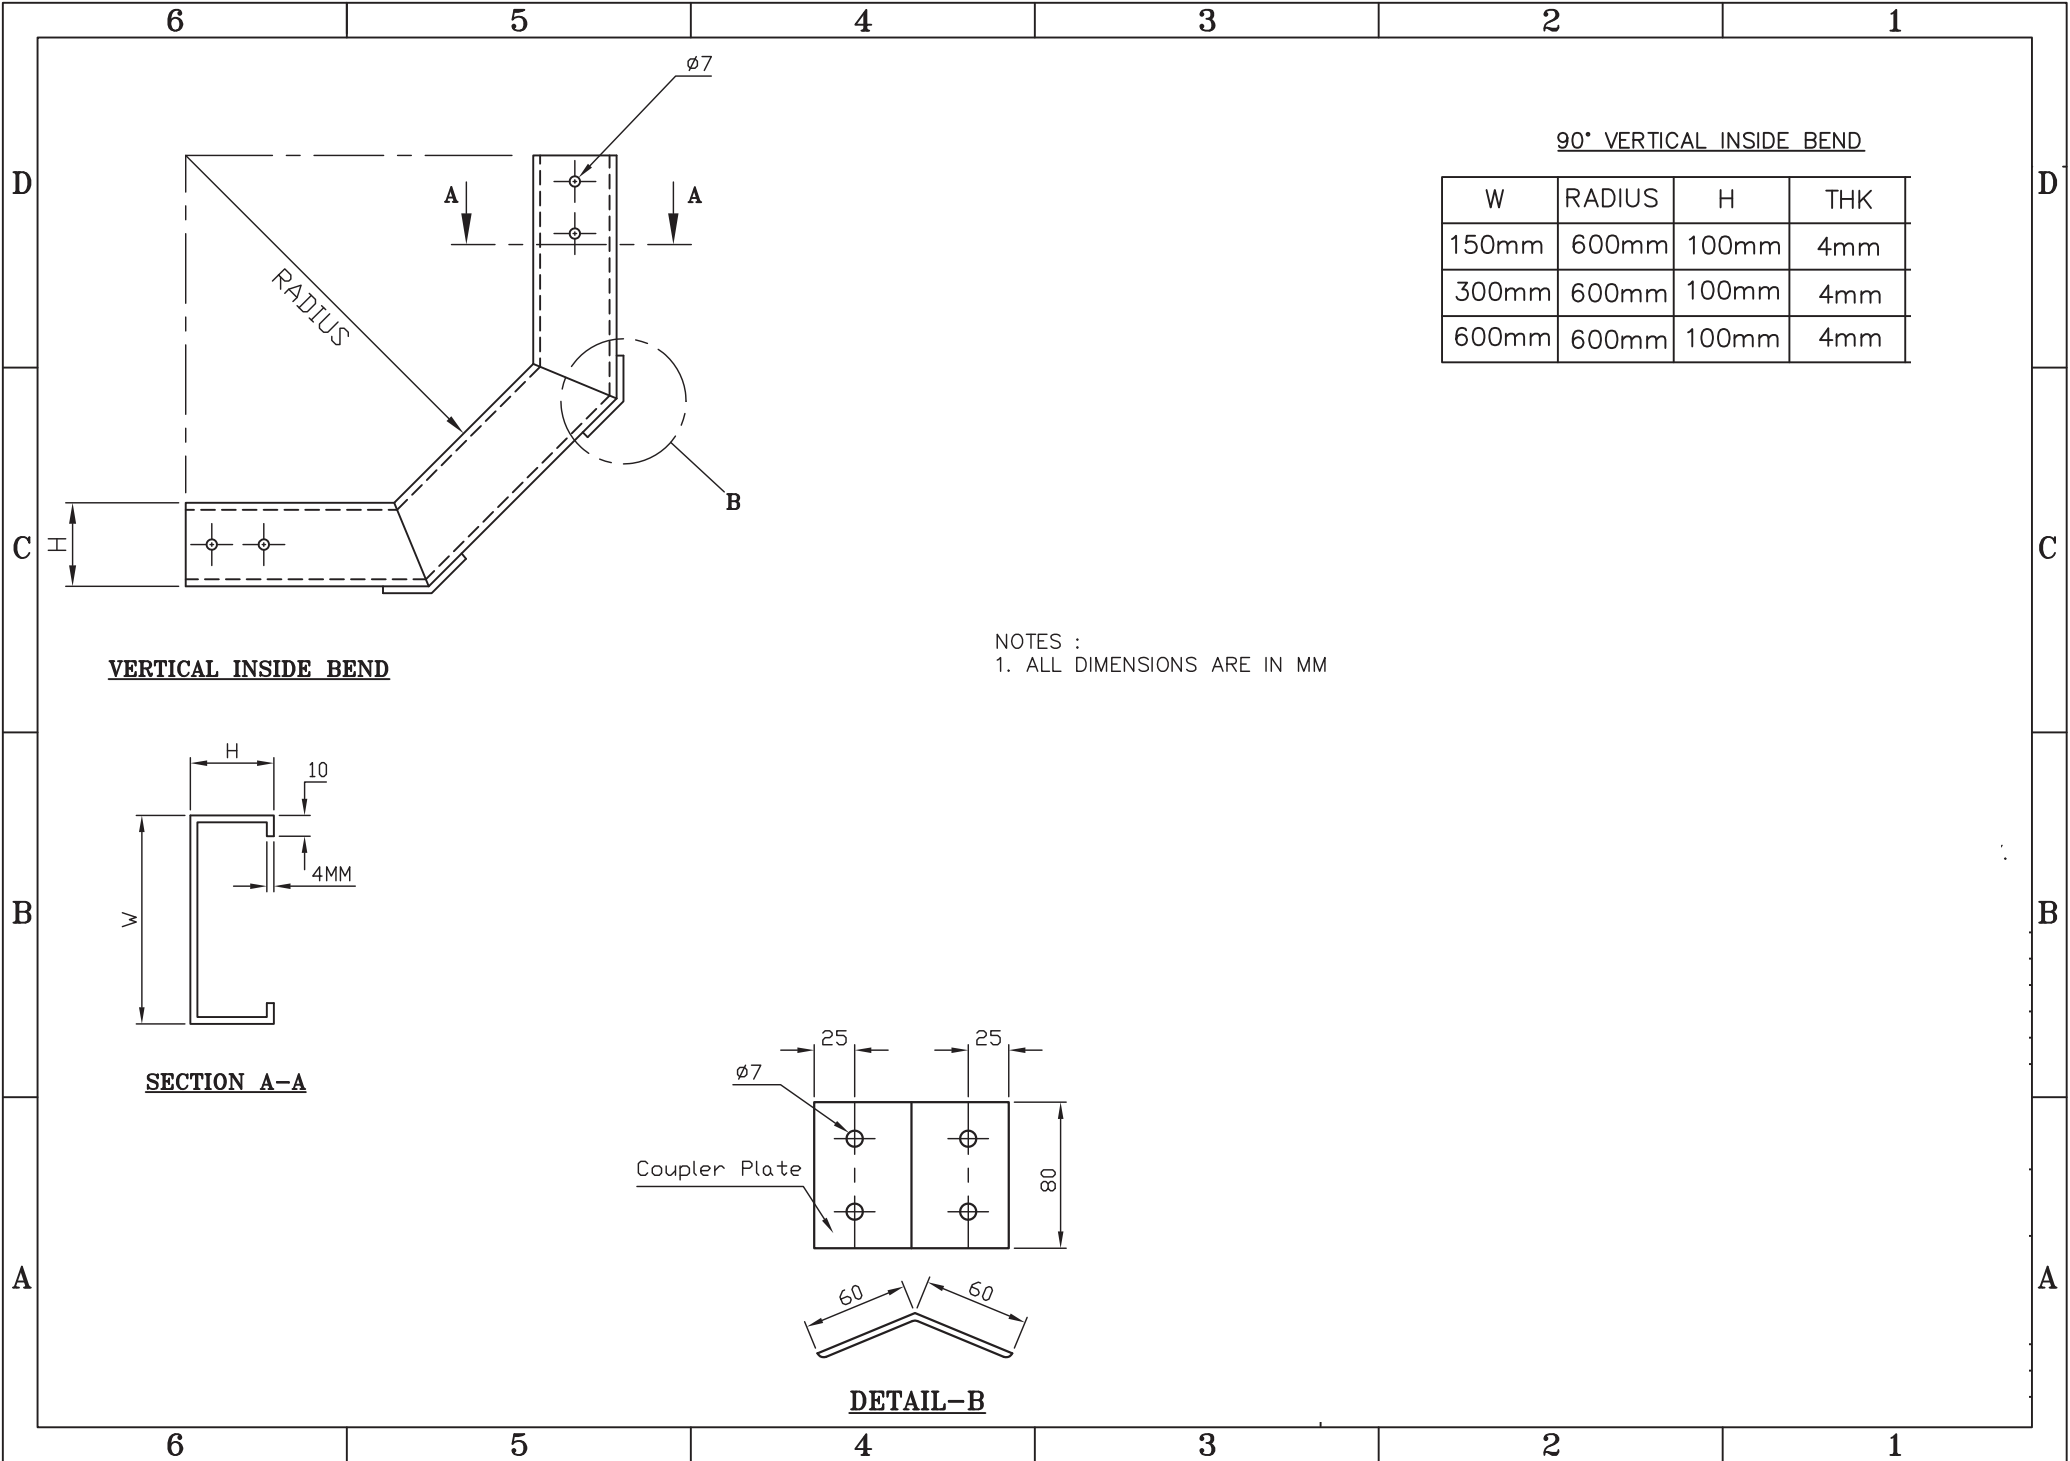 6 5 4 3 2 1
ø7
90° VERTICAL INSIDE BEND
D
D
A A
W RADIUS H THK
150mm 600mm 100mm 4mm
300mm 600mm 100mm 4mm
600mm 600mm 100mm 4mm
RADIUS
B
C
H
C
NOTES :
1. ALL DIMENSIONS ARE IN MM
VERTICAL INSIDE BEND
H
10
4MM
W
B
B
SECTION A-A
25 25
ø7
Coupler Plate
80
60 60
A
A
DETAIL-B
6 5 4 3 2 1